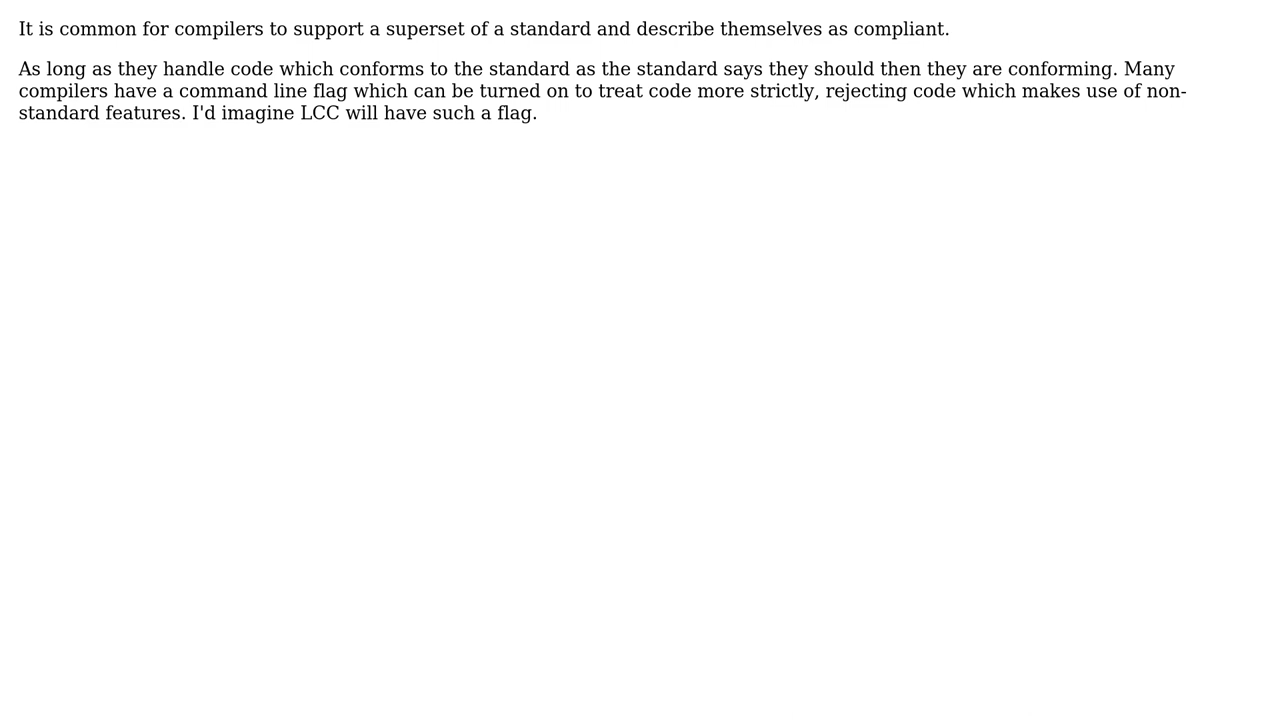 It is common for compilers to support a superset of a standard and describe themselves as compliant.
As long as they handle code which conforms to the standard as the standard says they should then they are conforming. Many
compilers have a command line flag which can be turned on to treat code more strictly, rejecting code which makes use of non-
standard features. I'd imagine LCC will have such a flag.